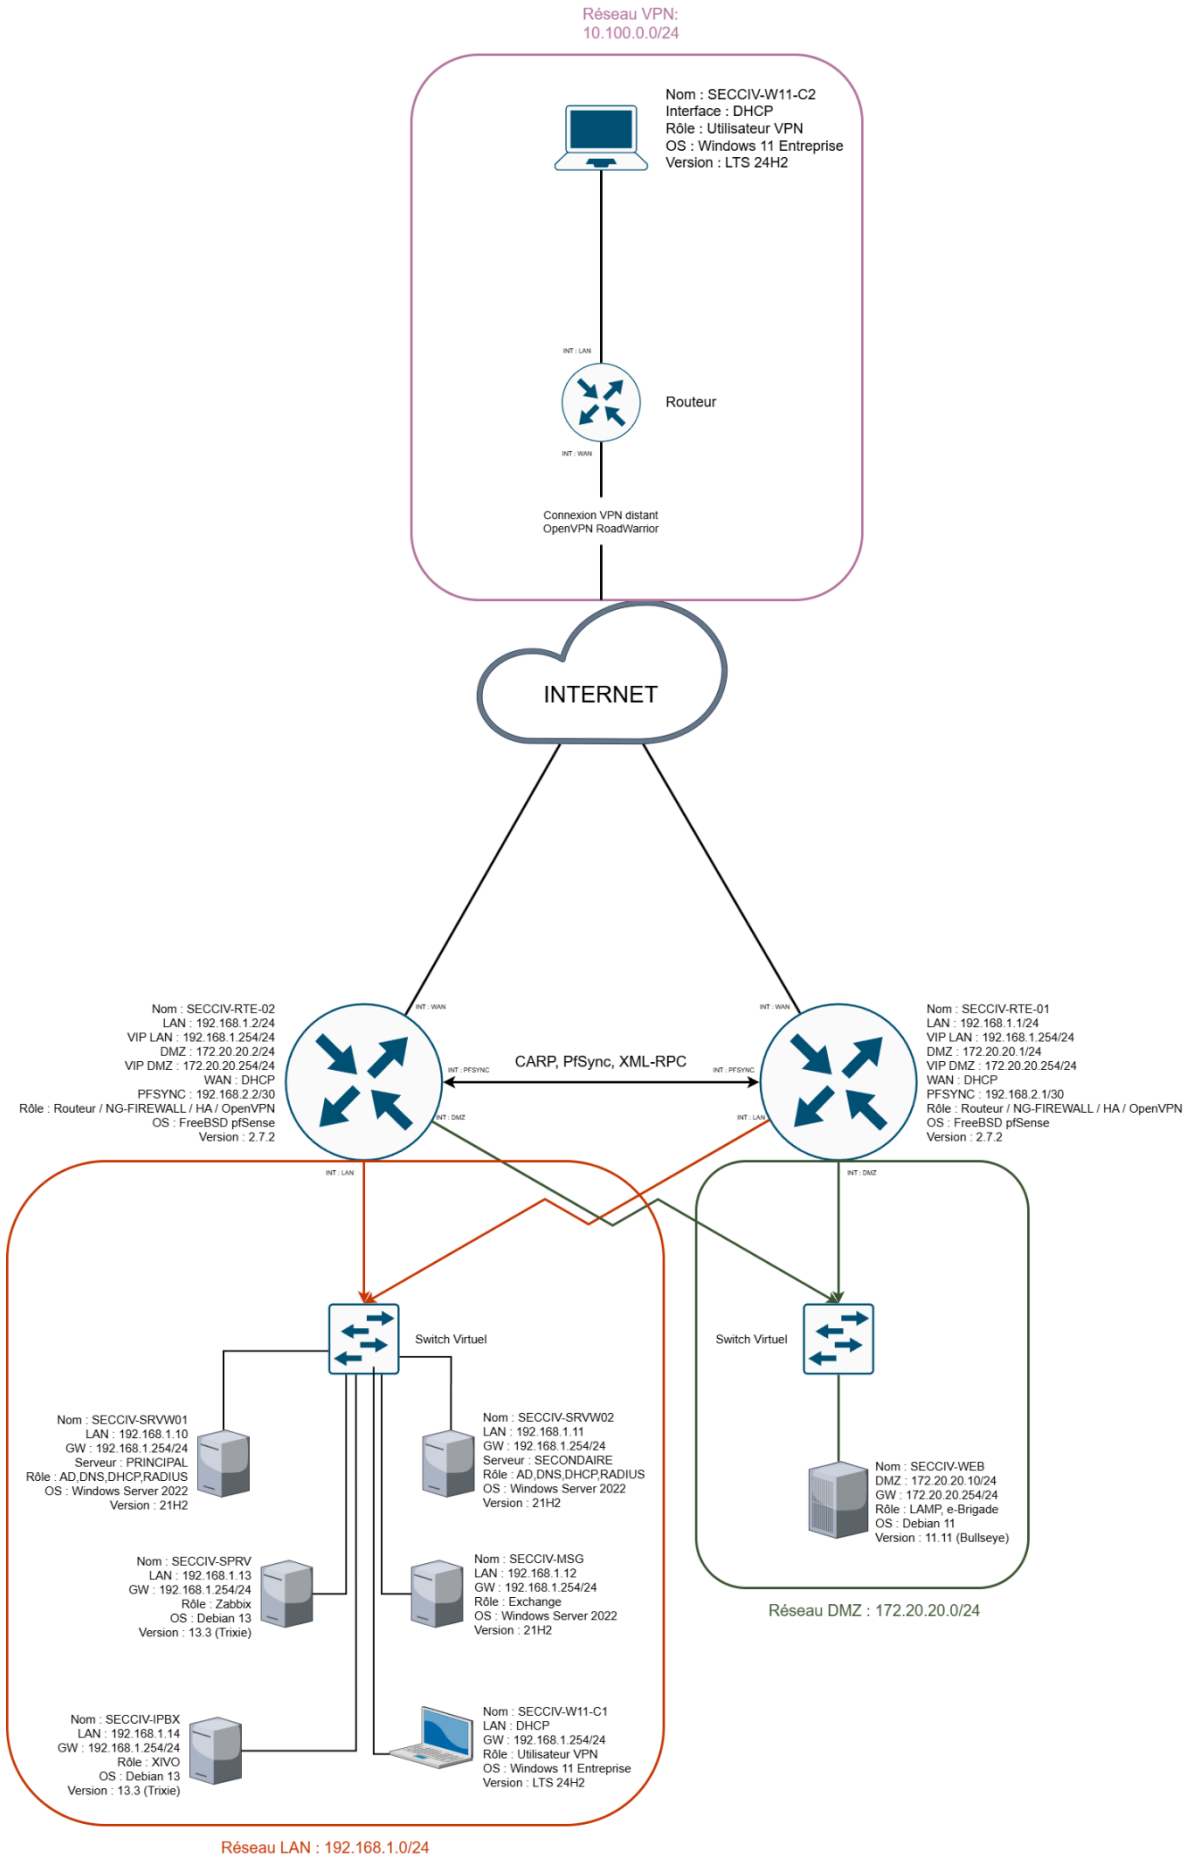 Réseau VPN:
10.100.0.0/24
Nom : SECCIV-W11-C2
Interface : DHCP
Rôle : Utilisateur VPN
OS : Windows 11 Entreprise
Version : LTS 24H2
INT : LAN
Routeur
INT : WAN
Connexion VPN distant
OpenVPN RoadWarrior
INTERNET
Nom : SECCIV-RTE-02
LAN : 192.168.1.2/24
VIP LAN : 192.168.1.254/24
DMZ : 172.20.20.2/24
VIP DMZ : 172.20.20.254/24
WAN : DHCP
PFSYNC : 192.168.2.2/30
Rôle : Routeur / NG-FIREWALL / HA / OpenVPN
OS : FreeBSD pfSense
Version : 2.7.2
INT : WAN
INT : PFSYNC
INT : DMZ
INT : LAN
CARP, PfSync, XML-RPC
INT : WAN
INT : PFSYNC
INT : LAN
INT : DMZ
Nom : SECCIV-RTE-01
LAN : 192.168.1.1/24
VIP LAN : 192.168.1.254/24
DMZ : 172.20.20.1/24
VIP DMZ : 172.20.20.254/24
WAN : DHCP
PFSYNC : 192.168.2.1/30
Rôle : Routeur / NG-FIREWALL / HA / OpenVPN
OS : FreeBSD pfSense
Version : 2.7.2
Switch Virtuel
Switch Virtuel
Nom : SECCIV-SRVW01
LAN : 192.168.1.10
GW : 192.168.1.254/24
Serveur : PRINCIPAL
Rôle : AD,DNS,DHCP,RADIUS
OS : Windows Server 2022
Version : 21H2
Nom : SECCIV-SRVW02
LAN : 192.168.1.11
GW : 192.168.1.254/24
Serveur : SECONDAIRE
Rôle : AD,DNS,DHCP,RADIUS
OS : Windows Server 2022
Version : 21H2
Nom : SECCIV-WEB
DMZ : 172.20.20.10/24
GW : 172.20.20.254/24
Rôle : LAMP, e-Brigade
OS : Debian 11
Version : 11.11 (Bullseye)
Nom : SECCIV-SPRV
LAN : 192.168.1.13
GW : 192.168.1.254/24
Rôle : Zabbix
OS : Debian 13
Version : 13.3 (Trixie)
Nom : SECCIV-MSG
LAN : 192.168.1.12
GW : 192.168.1.254/24
Rôle : Exchange
OS : Windows Server 2022
Version : 21H2
Réseau DMZ : 172.20.20.0/24
Nom : SECCIV-IPBX
LAN : 192.168.1.14
GW : 192.168.1.254/24
Rôle : XIVO
OS : Debian 13
Version : 13.3 (Trixie)
Nom : SECCIV-W11-C1
LAN : DHCP
GW : 192.168.1.254/24
Rôle : Utilisateur VPN
OS : Windows 11 Entreprise
Version : LTS 24H2
Réseau LAN : 192.168.1.0/24